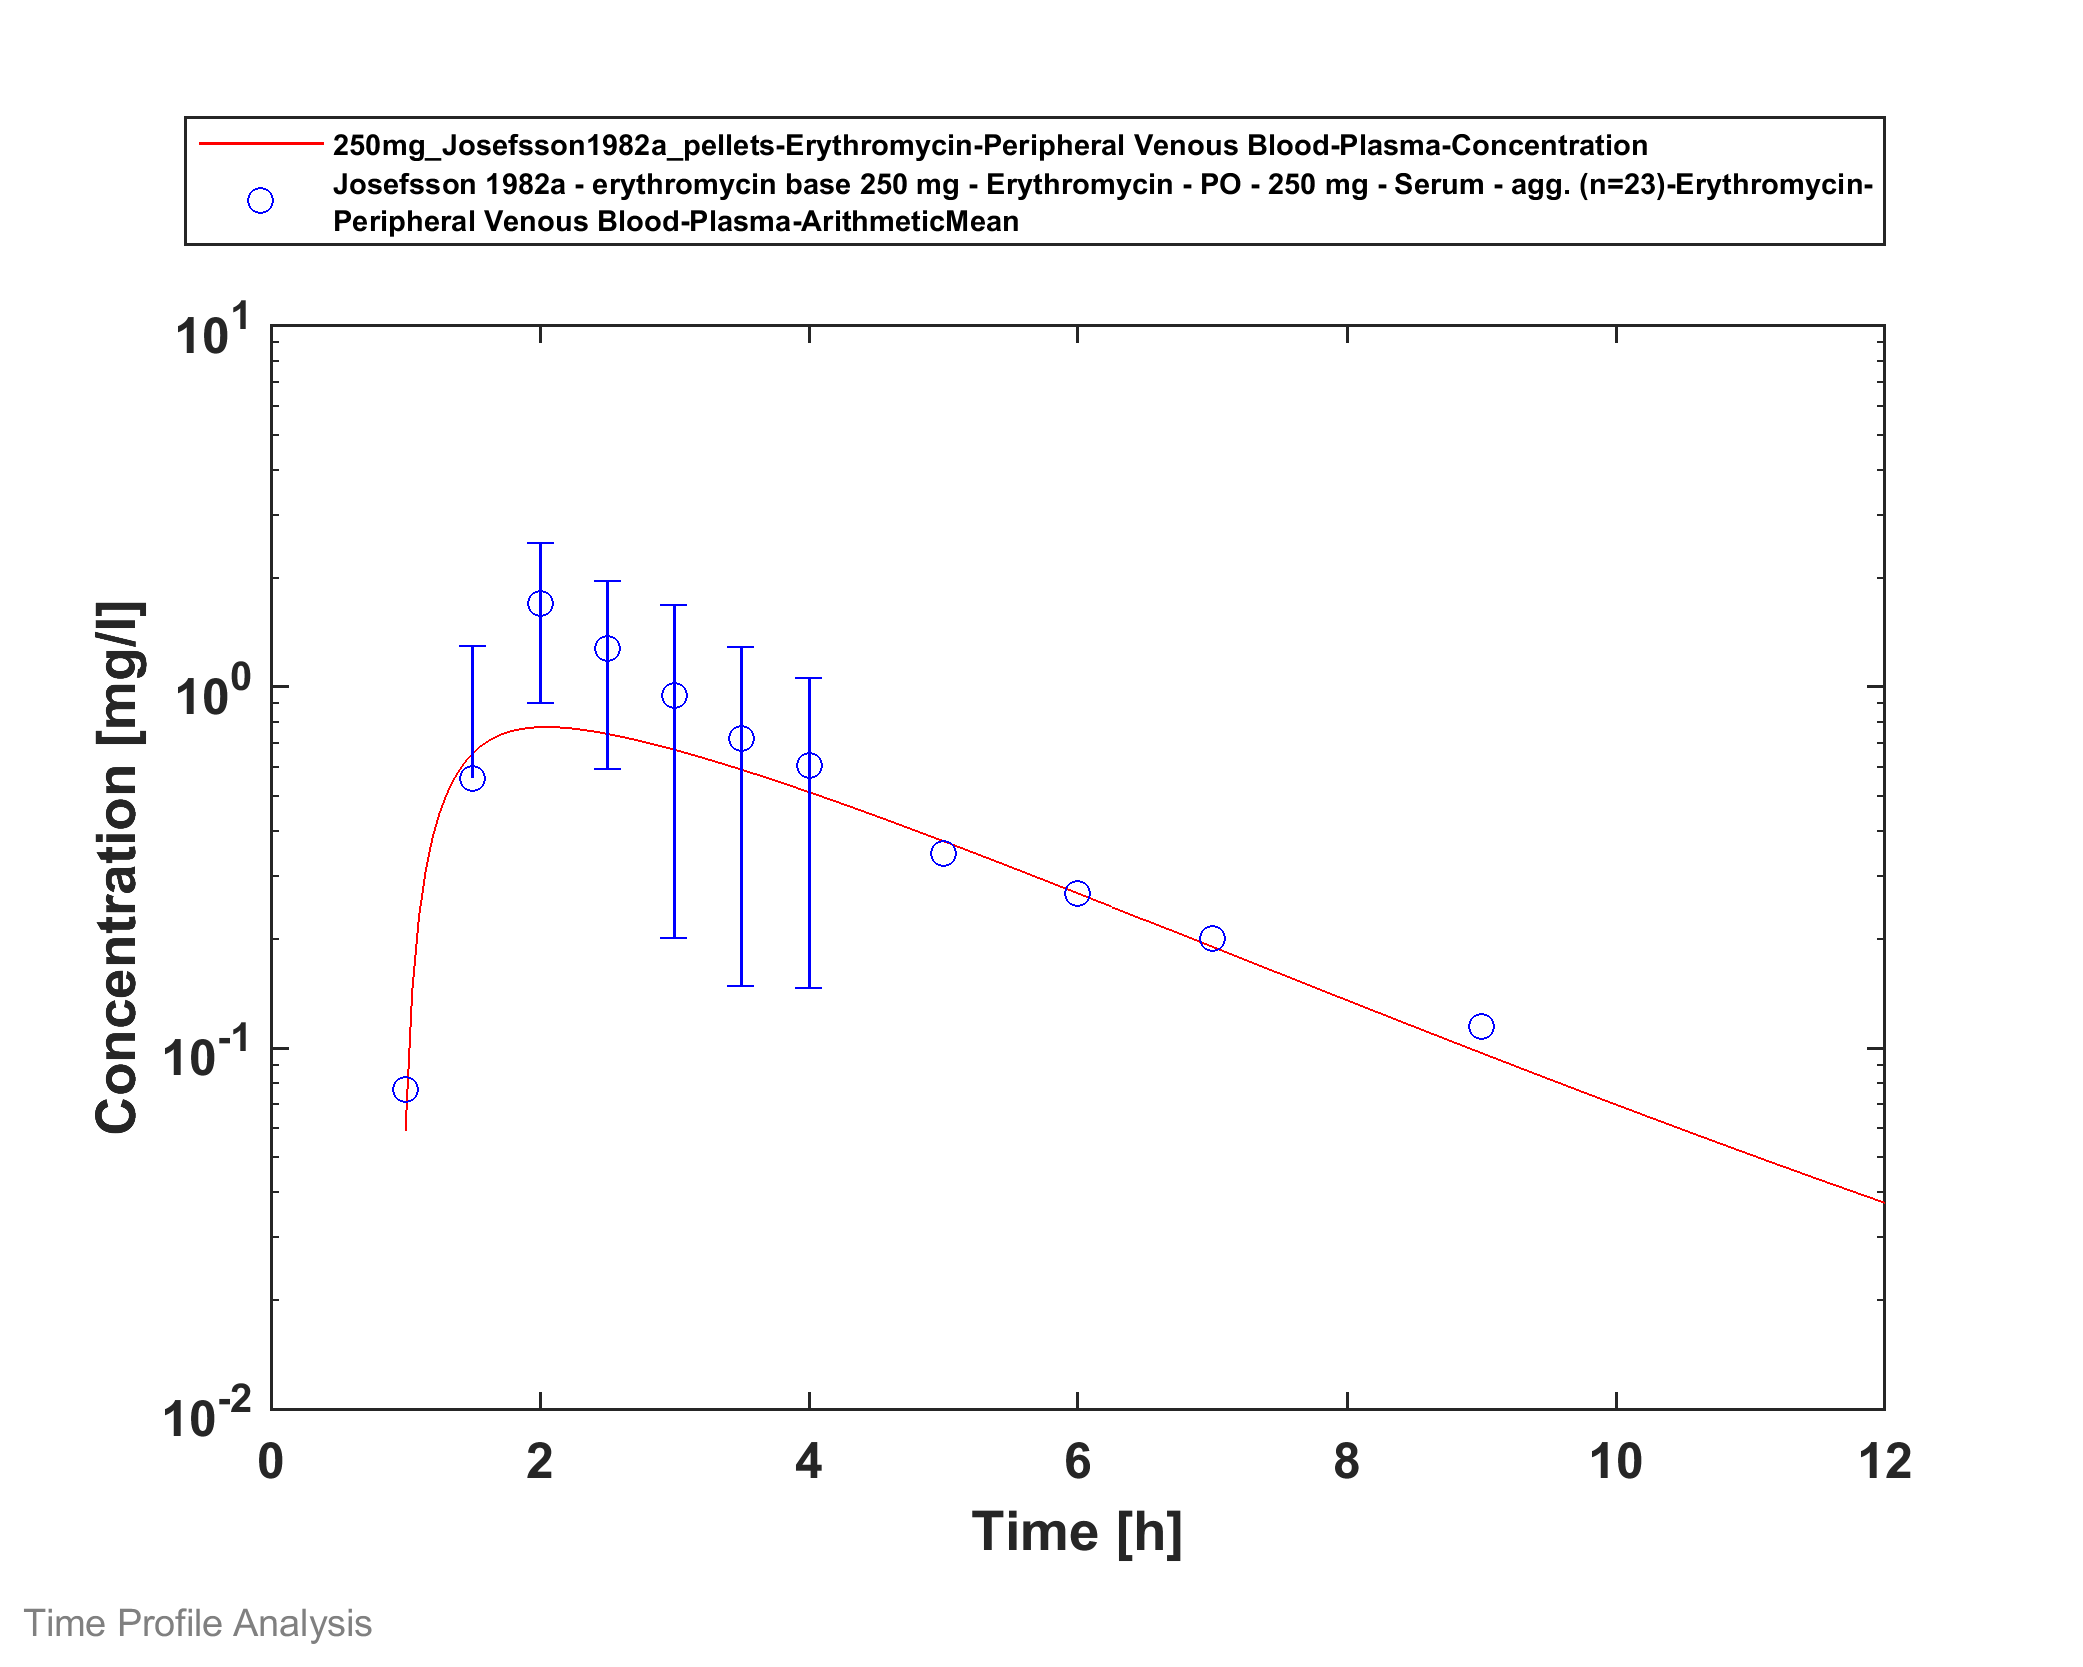 250mg_Josefsson1982a_pellets-Erythromycin-Peripheral Venous Blood-Plasma-Concentration
Josefsson 1982a - erythromycin base 250 mg - Erythromycin - PO - 250 mg - Serum - agg. (n=23)-Erythromycin-
Peripheral Venous Blood-Plasma-ArithmeticMean
10^1
10^0
10^-1
10^-2
Concentration [mg/l]
0 2 4 6 8 10 12
Time [h]
Time Profile Analysis